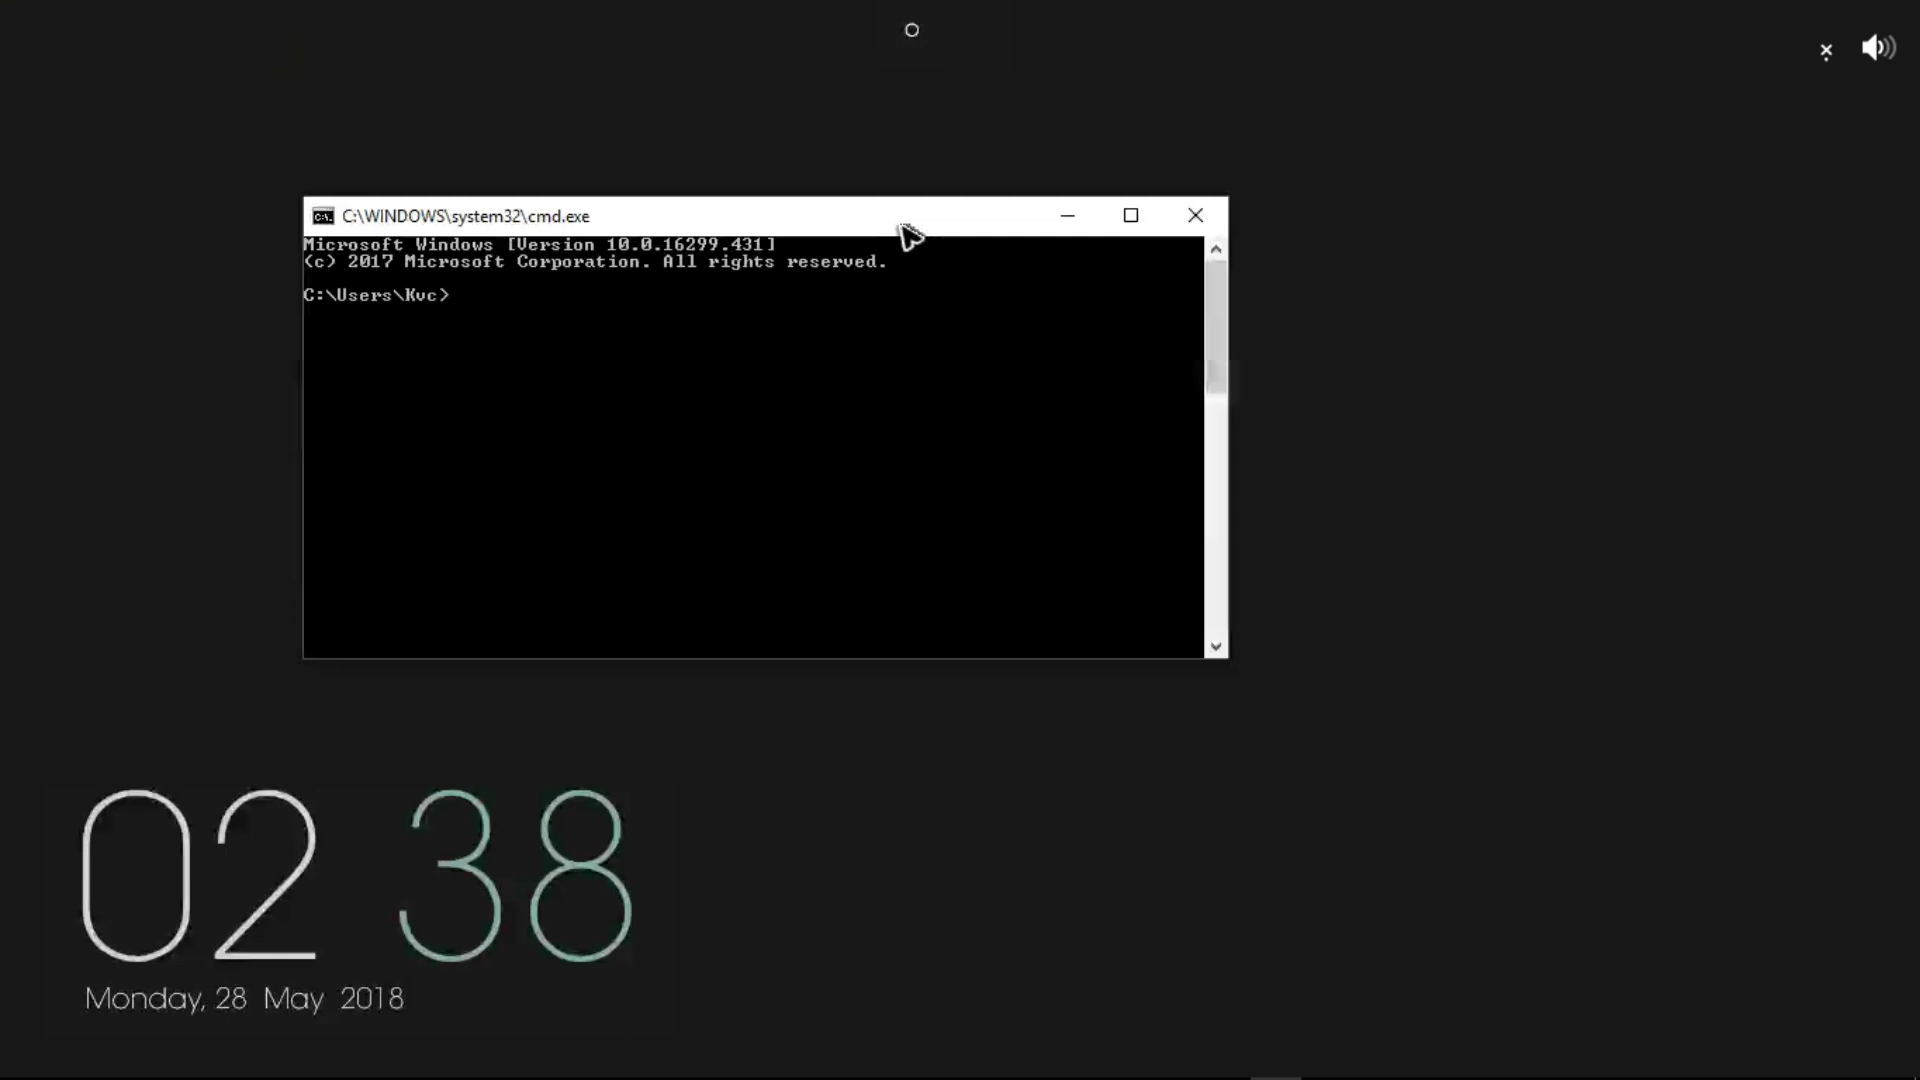 C:\WINDOWS\system32\cmd.exe
Microsoft Windows [Version 10.0.16299.431]
(c) 2017 Microsoft Corporation. All rights reserved.
C:\Users\Kvc>
02 38
Monday, 28 May 2018